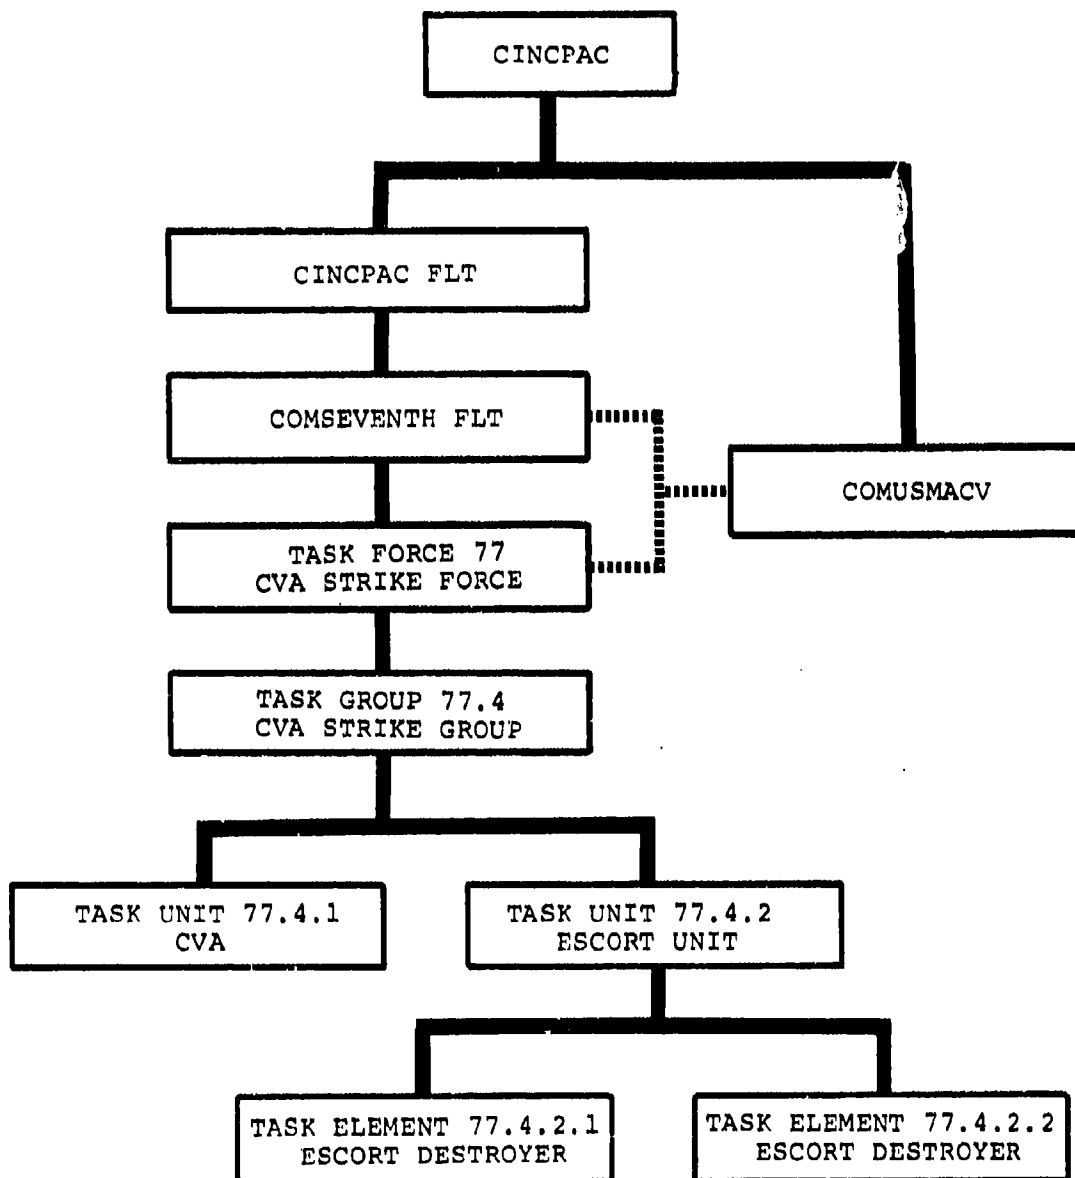 CINCPAC
CINCPAC FLT
COMSEVENTH FLT
COMUSMACV
TASK FORCE 77
CVA STRIKE FORCE
TASK GROUP 77.4
CVA STRIKE GROUP
TASK UNIT 77.4.1
CVA
TASK UNIT 77.4.2
ESCORT UNIT
TASK ELEMENT 77.4.2.1
ESCORT DESTROYER
TASK ELEMENT 77.4.2.2
ESCORT DESTROYER